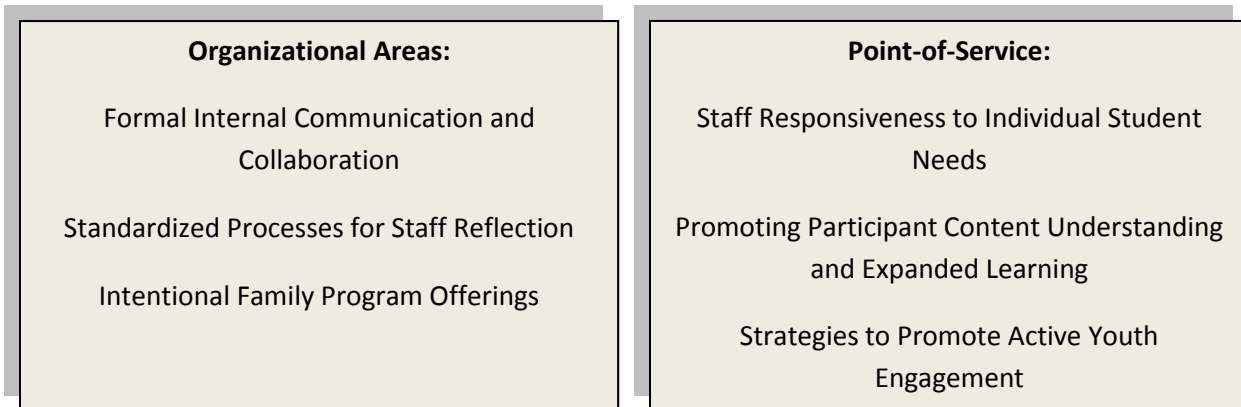 Organizational Areas:
Formal Internal Communication and
Collaboration
Standardized Processes for Staff Reflection
Intentional Family Program Offerings
Point-of-Service:
Staff Responsiveness to Individual Student
Needs
Promoting Participant Content Understanding
and Expanded Learning
Strategies to Promote Active Youth
Engagement